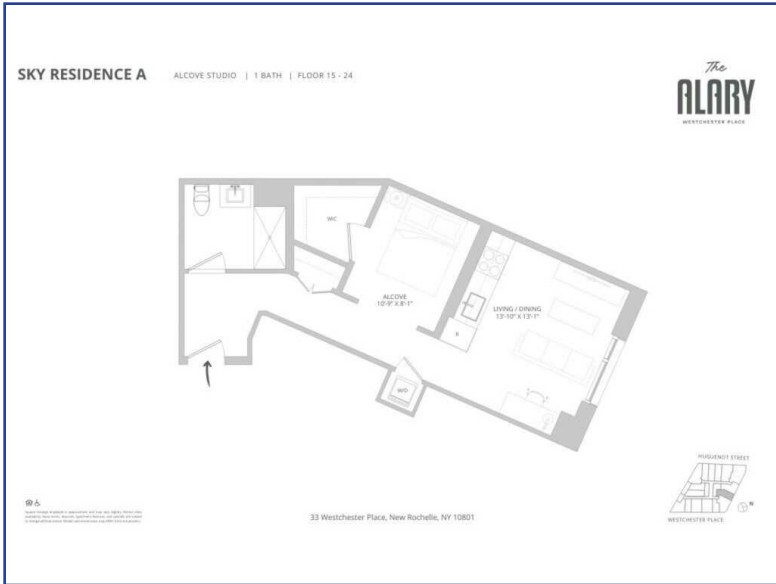 SKY RESIDENCE A
ALCOVE STUDIO | 1 BATH | FLOOR 15 - 24
The
ALARY
WESTCHESTER PLACE
WIC
ALCOVE
10'-9" X 8'-1"
LIVING / DINING
13'-10" X 13'-1"
R
W/D
HUGUENOT STREET
N
WESTCHESTER PLACE
33 Westchester Place, New Rochelle, NY 10801